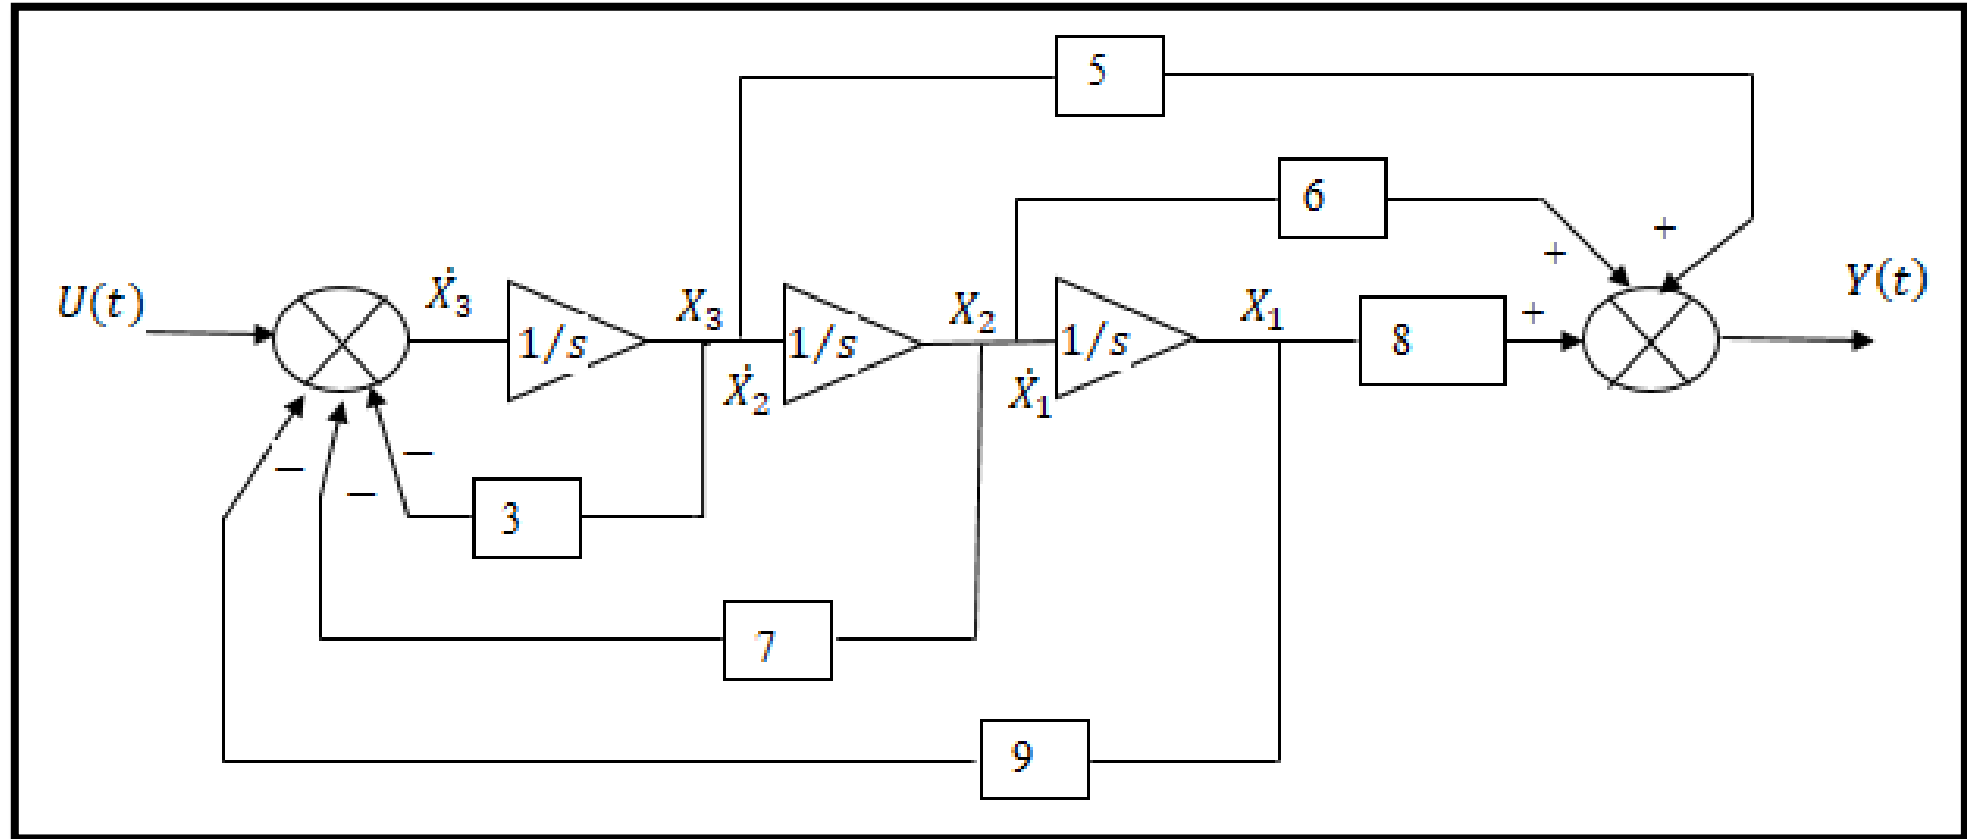 5
6
+
+
U(t)
Ẋ₃
1/s
X₃
Ẋ₂
1/s
X₂
Ẋ₁
1/s
X₁
8
+
Y(t)
−
−
−
3
7
9